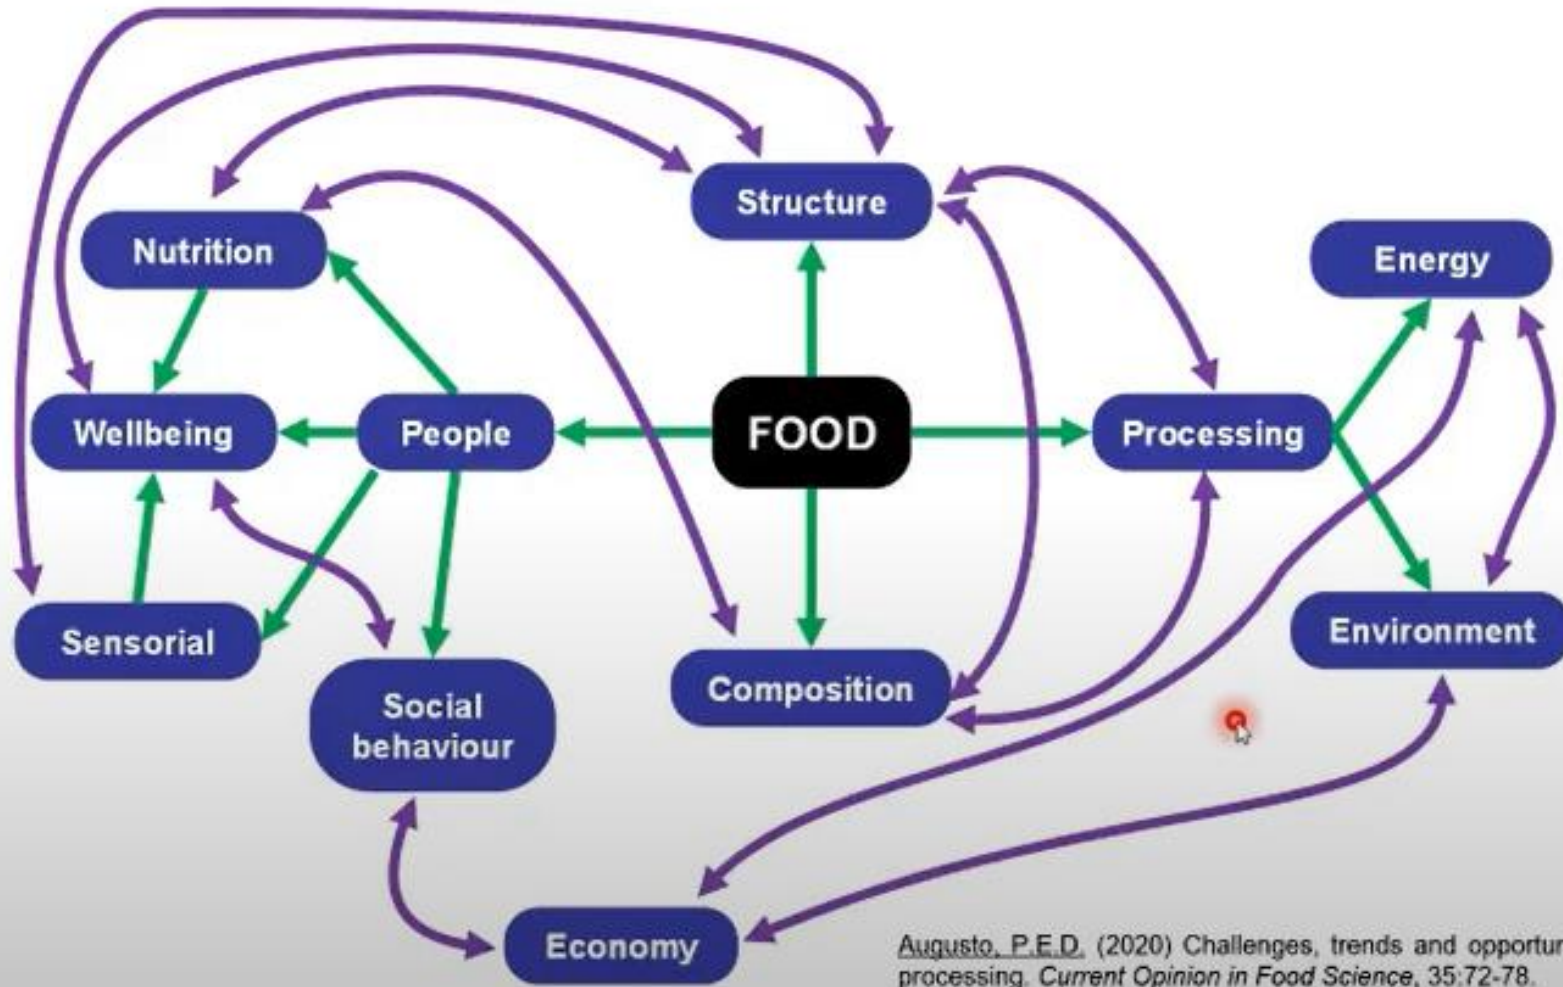 Structure
Nutrition
Energy
Wellbeing
People
FOOD
Processing
Sensorial
Environment
Composition
Social
behaviour
Economy
Augusto, P.E.D. (2020) Challenges, trends and
processing. Current Opinion in Food Science, 35:72-78.